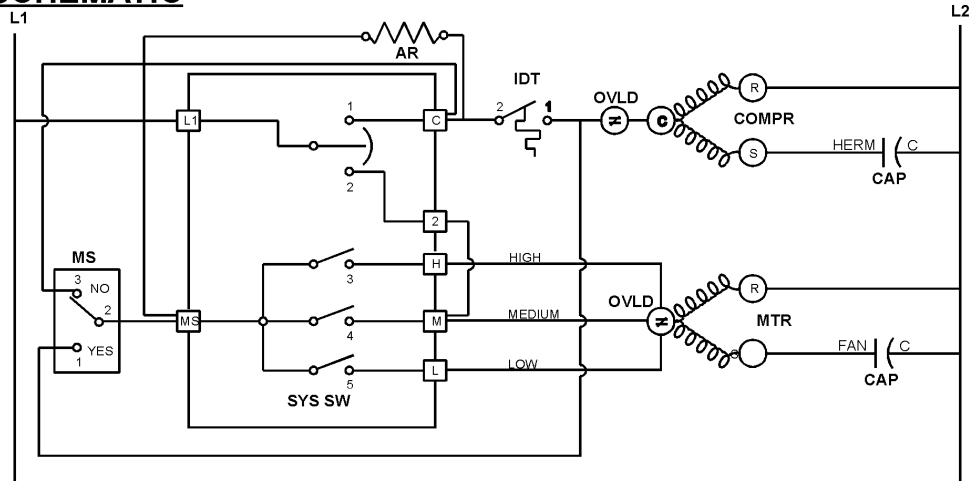 SCHEMATIC
L1
L2
AR
IDT
OVLD
R
1
L1
C
2
1
≠
C
COMPR
HERM
C
S
CAP
2
2
MS
3
NO
2
YES
1
MS
H
HIGH
3
M
MEDIUM
4
L
LOW
5
SYS SW
OVLD
≠
R
MTR
S
FAN
C
CAP